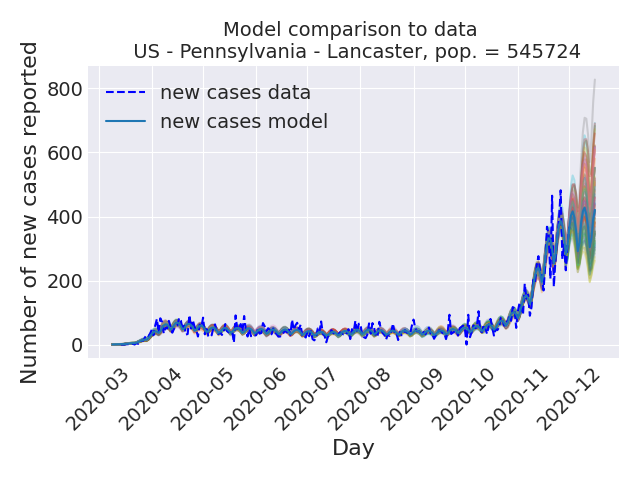 Model comparison to data
US - Pennsylvania - Lancaster, pop. = 545724
Number of new cases reported
800
600
400
200
0
new cases data
new cases model
2020-03
2020-04
2020-05
2020-06
2020-07
2020-08
2020-09
2020-10
2020-11
2020-12
Day